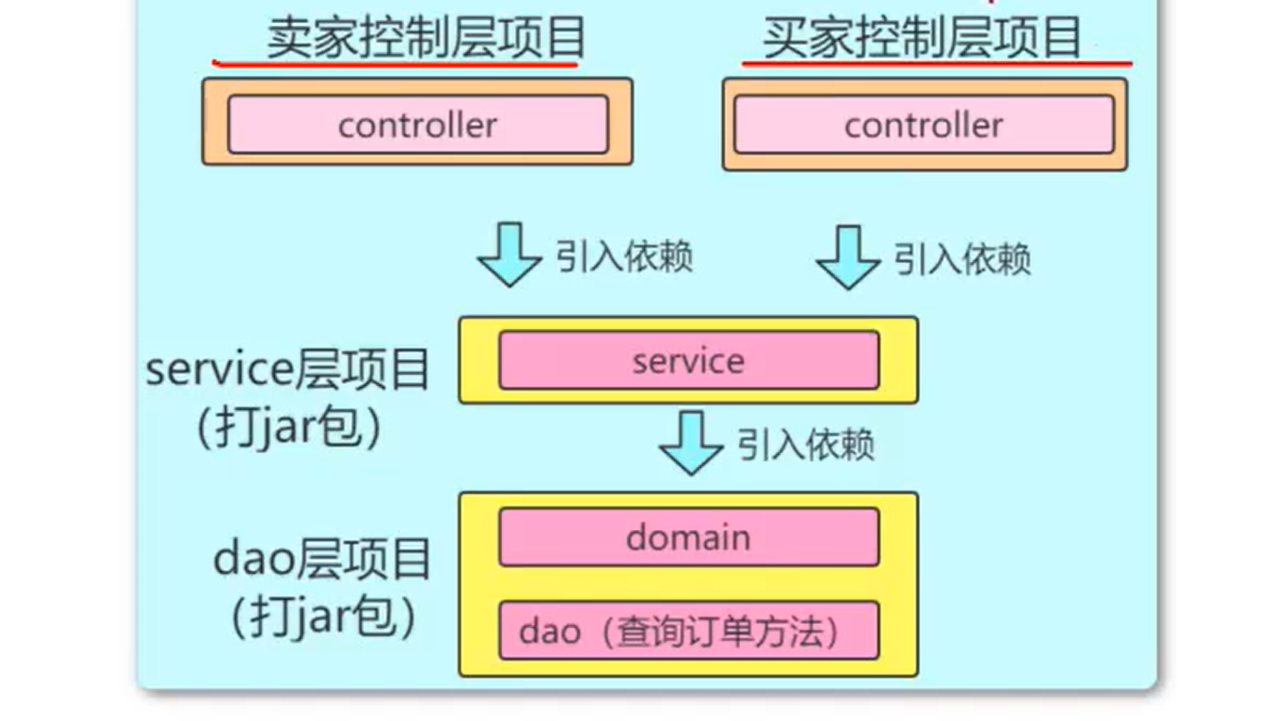 卖家控制层项目
买家控制层项目
controller
controller
引入依赖
引入依赖
service层项目
（打jar包）
service
引入依赖
dao层项目
（打jar包）
domain
dao（查询订单方法）